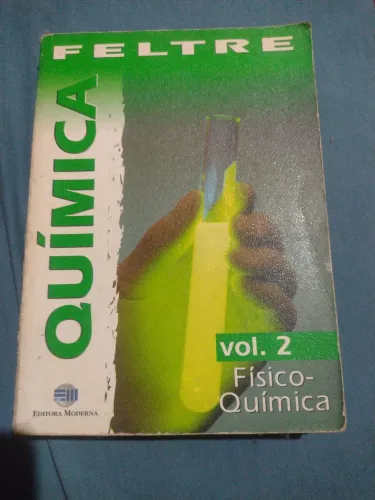 FELTRE
QUÍMICA
vol. 2
Físico-
Química
EDITORA MODERNA